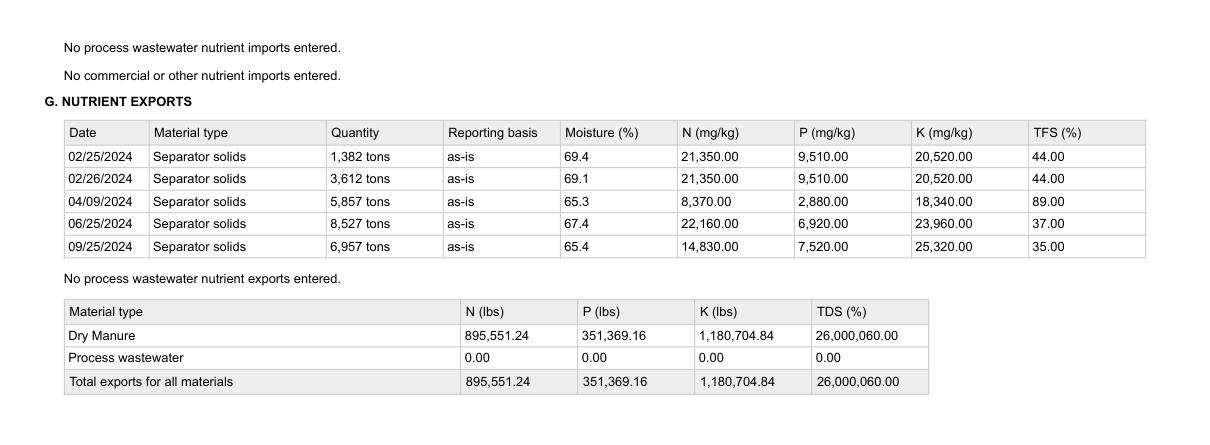 No process wastewater nutrient imports entered.
No commercial or other nutrient imports entered.
G. NUTRIENT EXPORTS
Date Material type Quantity Reporting basis Moisture (%) N (mg/kg) P (mg/kg) K (mg/kg) TFS (%)
02/25/2024 Separator solids 1,382 tons as-is 69.4 21,350.00 9,510.00 20,520.00 44.00
02/26/2024 Separator solids 3,612 tons as-is 69.1 21,350.00 9,510.00 20,520.00 44.00
04/09/2024 Separator solids 5,857 tons as-is 65.3 8,370.00 2,880.00 18,340.00 89.00
06/25/2024 Separator solids 8,527 tons as-is 67.4 22,160.00 6,920.00 23,960.00 37.00
09/25/2024 Separator solids 6,957 tons as-is 65.4 14,830.00 7,520.00 25,320.00 35.00
No process wastewater nutrient exports entered.
Material type N (lbs) P (lbs) K (lbs) TDS (%)
Dry Manure 895,551.24 351,369.16 1,180,704.84 26,000,060.00
Process wastewater 0.00 0.00 0.00 0.00
Total exports for all materials 895,551.24 351,369.16 1,180,704.84 26,000,060.00